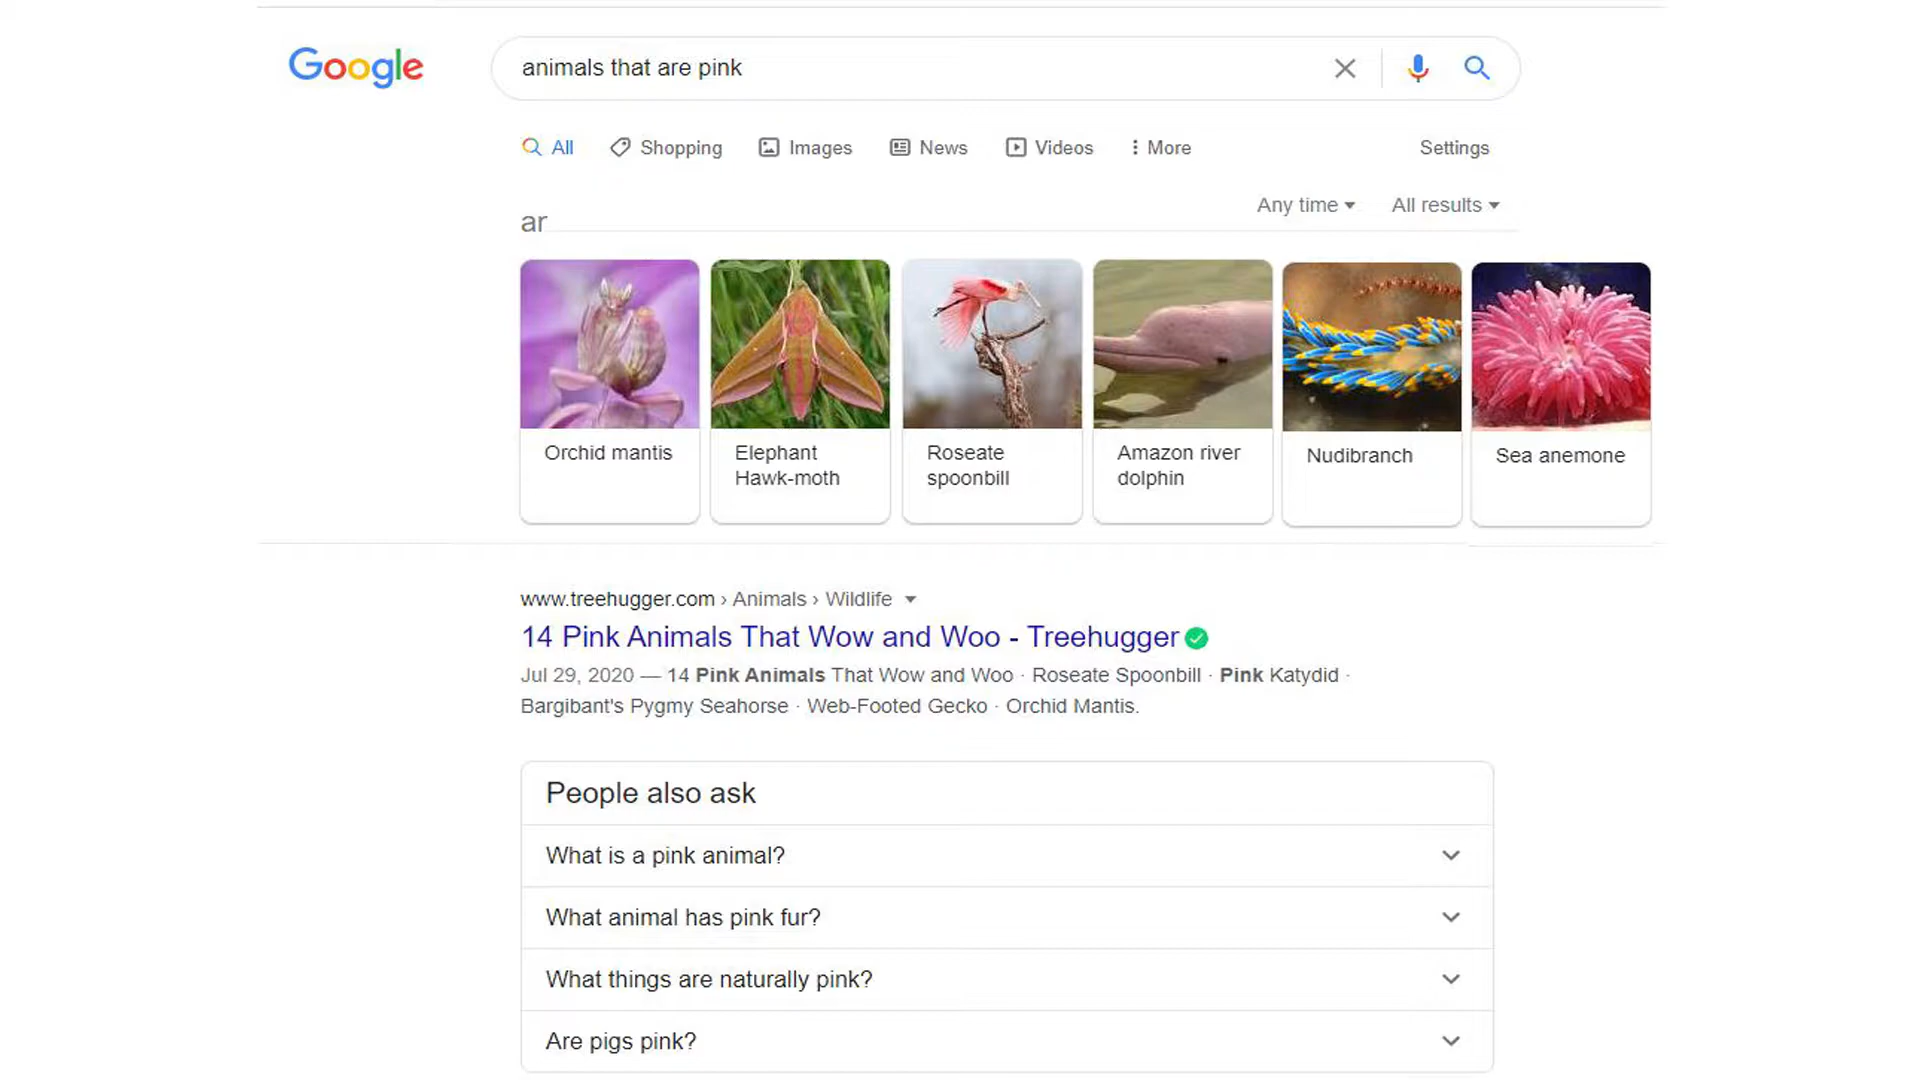 Google
animals that are pink
All Shopping Images News Videos More Settings
Any time All results
ar
Orchid mantis
Elephant
Hawk-moth
Roseate
spoonbill
Amazon river
dolphin
Nudibranch
Sea anemone
www.treehugger.com › Animals › Wildlife
14 Pink Animals That Wow and Woo - Treehugger
Jul 29, 2020 — 14 Pink Animals That Wow and Woo · Roseate Spoonbill · Pink Katydid ·
Bargibant's Pygmy Seahorse · Web-Footed Gecko · Orchid Mantis.
People also ask
What is a pink animal?
What animal has pink fur?
What things are naturally pink?
Are pigs pink?